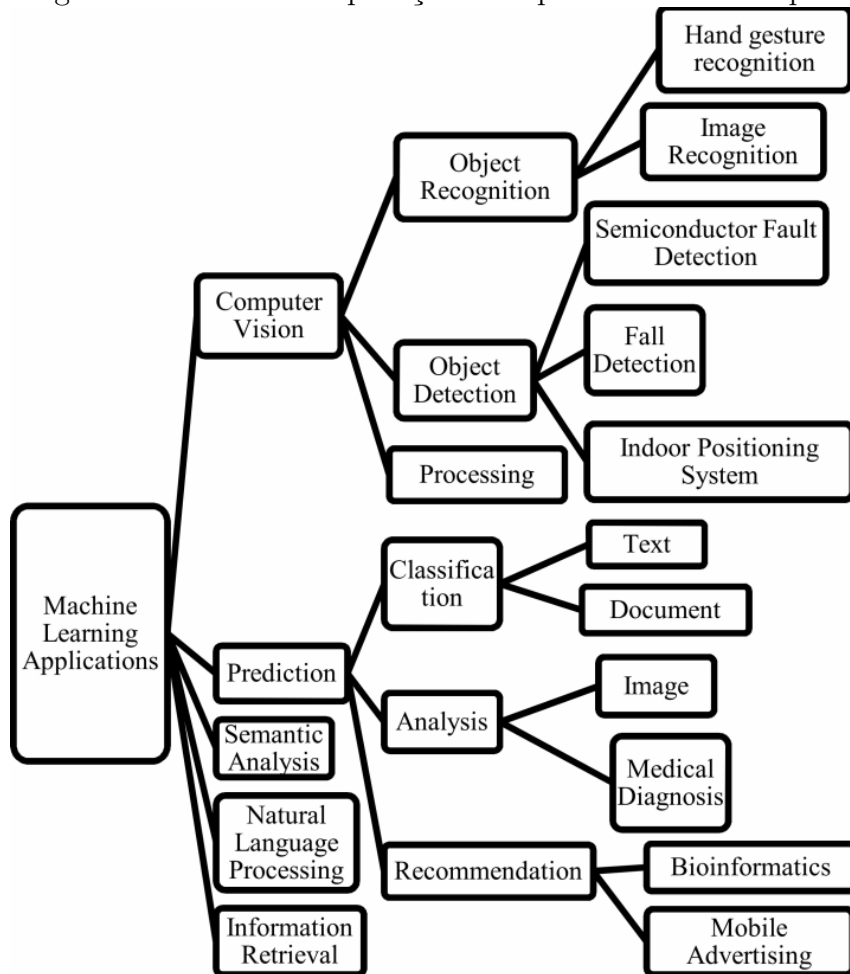 Hand gesture
recognition
Image
Recognition
Object
Recognition
Semiconductor Fault
Detection
Computer
Vision
Fall
Detection
Object
Detection
Indoor Positioning
System
Processing
Text
Classifica
tion
Document
Machine
Learning
Applications
Prediction
Image
Analysis
Semantic
Analysis
Medical
Diagnosis
Natural
Language
Processing
Recommendation
Bioinformatics
Information
Retrieval
Mobile
Advertising